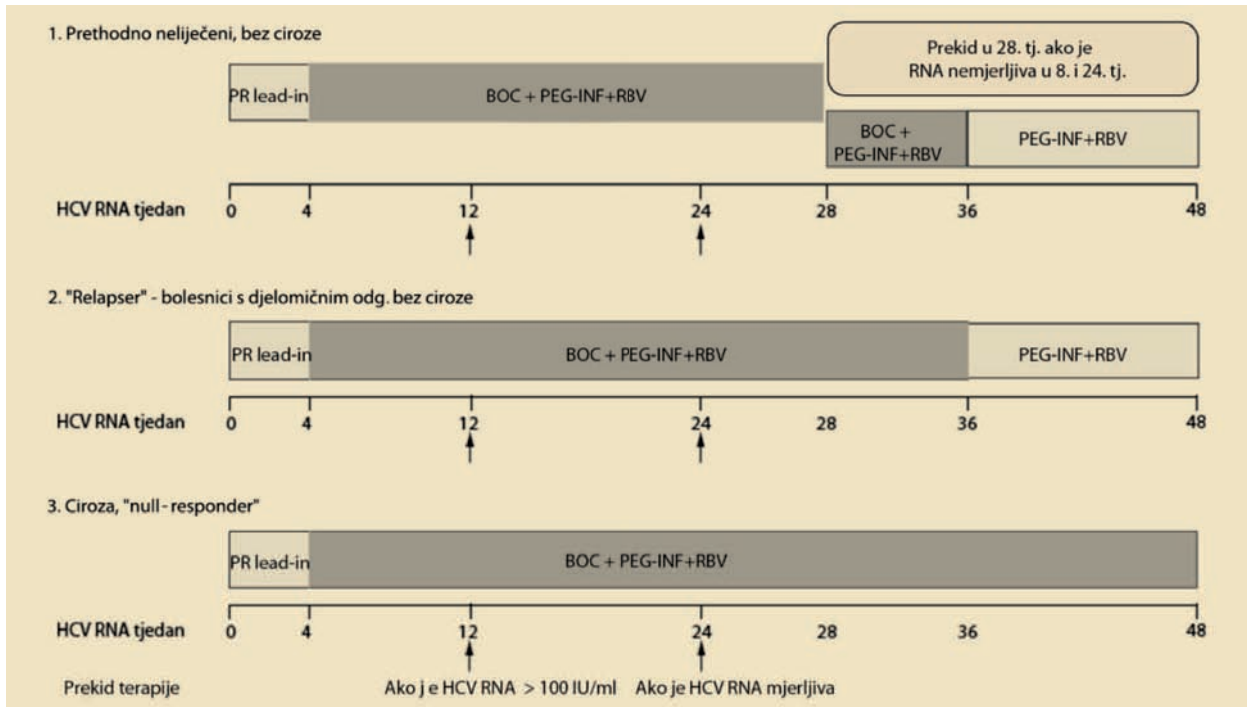 1. Prethodno neliječeni, bez ciroze
Prekid u 28. tj. ako je
RNA nemjerljiva u 8. i 24. tj.
PR lead-in
BOC + PEG-INF+RBV
BOC +
PEG-INF+RBV
PEG-INF+RBV
HCV RNA tjedan 0 4 12 24 28 36 48
2. "Relapser" - bolesnici s djelomičnim odg. bez ciroze
PR lead-in
BOC + PEG-INF+RBV
PEG-INF+RBV
HCV RNA tjedan 0 4 12 24 28 36 48
3. Ciroza, "null-responder"
PR lead-in
BOC + PEG-INF+RBV
HCV RNA tjedan 0 4 12 24 28 36 48
Prekid terapije Ako je HCV RNA > 100 IU/ml Ako je HCV RNA mjerljiva